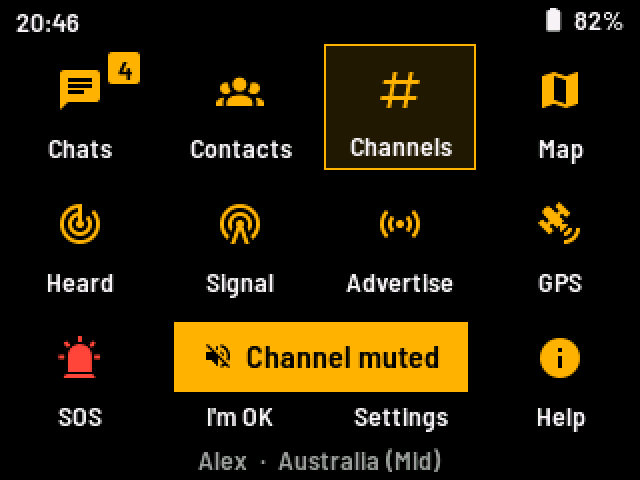 20:46 82%
4
Chats Contacts Channels Map
Heard Signal Advertise GPS
Channel muted
SOS I'm OK Settings Help
Alex · Australia (Mid)